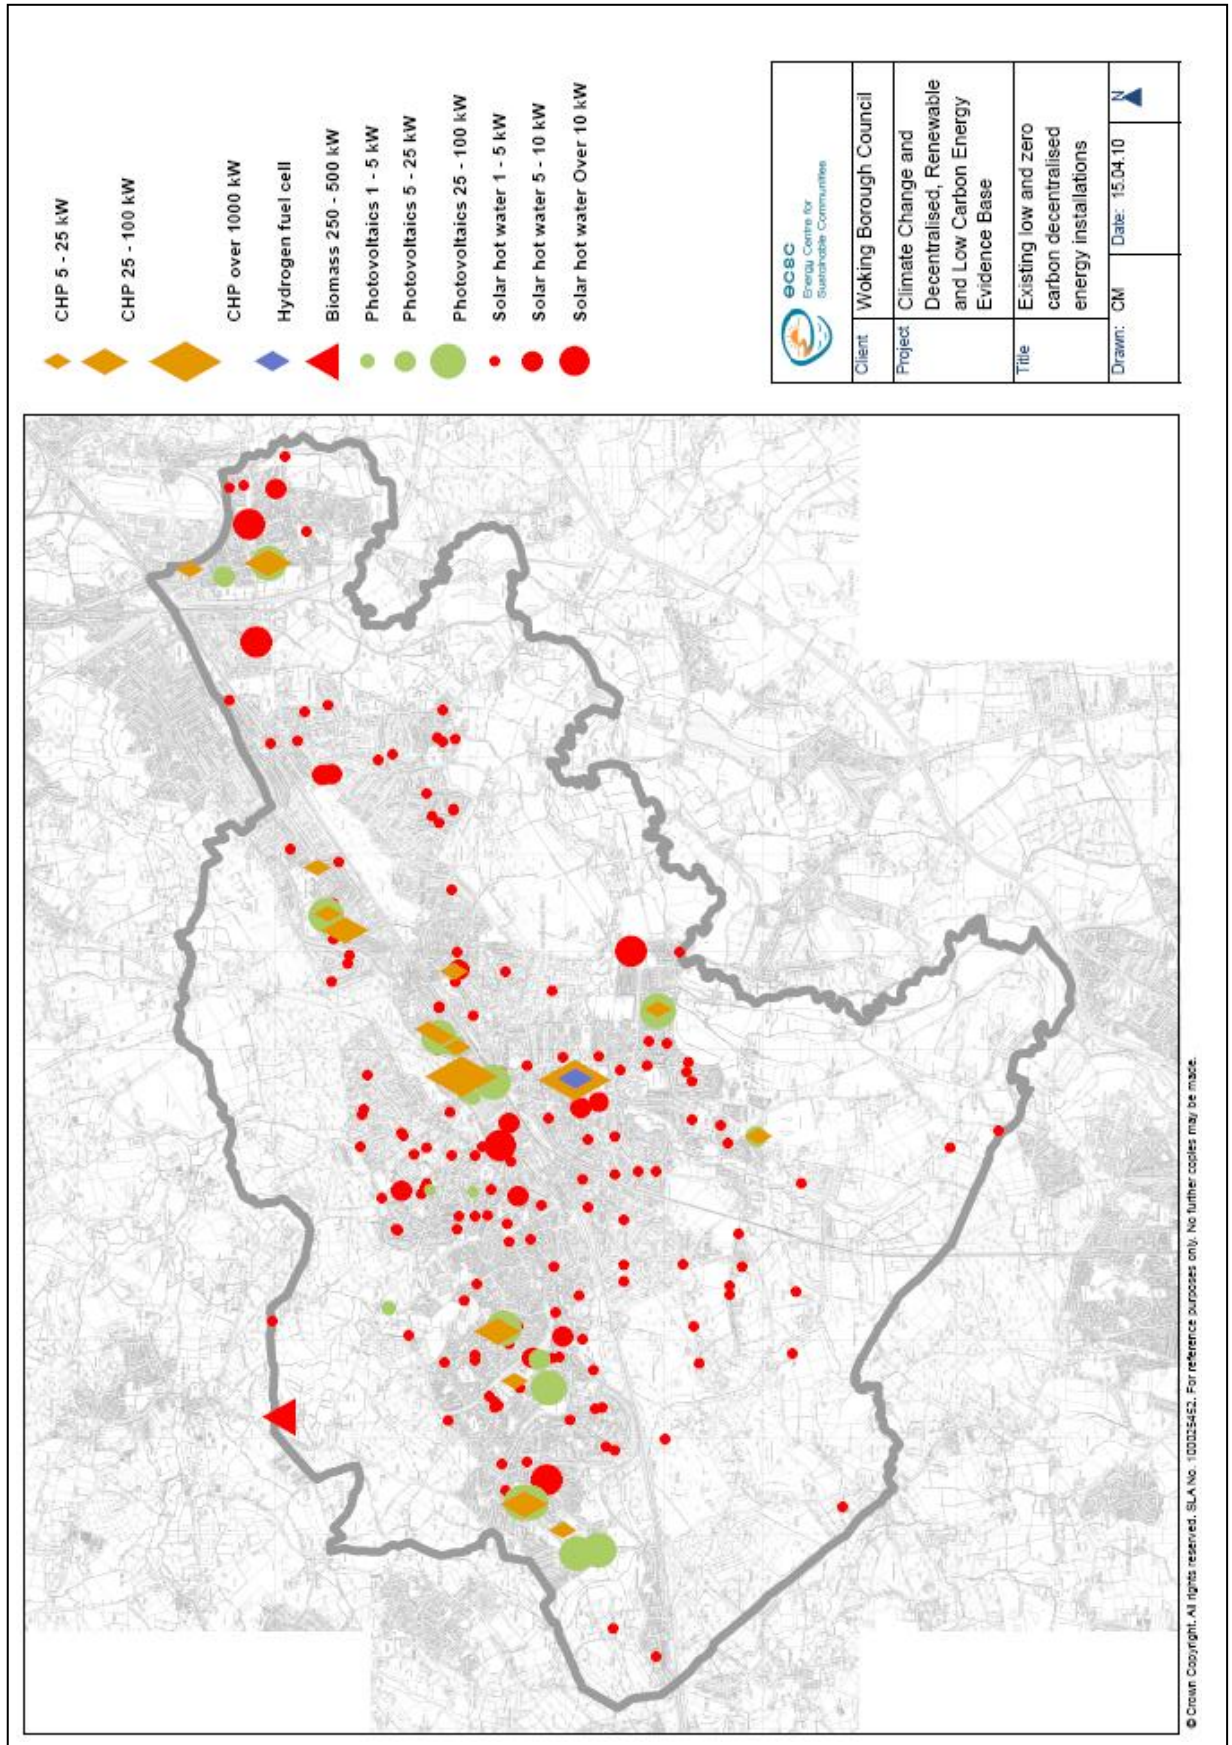 CHP 5 - 25 kW
CHP 25 - 100 kW
CHP over 1000 kW
Hydrogen fuel cell
Biomass 250 - 500 kW
Photovoltaics 1 - 5 kW
Photovoltaics 5 - 25 kW
Photovoltaics 25 - 100 kW
Solar hot water 1 - 5 kW
Solar hot water 5 - 10 kW
Solar hot water Over 10 kW
ecsc
Energy Centre for
Sustainable Communities
Client Woking Borough Council
Project Climate Change and
Decentralised, Renewable
and Low Carbon Energy
Evidence Base
Title Existing low and zero
carbon decentralised
energy installations
Drawn: CM Date: 15.04.10 N
© Crown Copyright. All rights reserved. SLA No. 100025452. For reference purposes only. No further copies may be made.